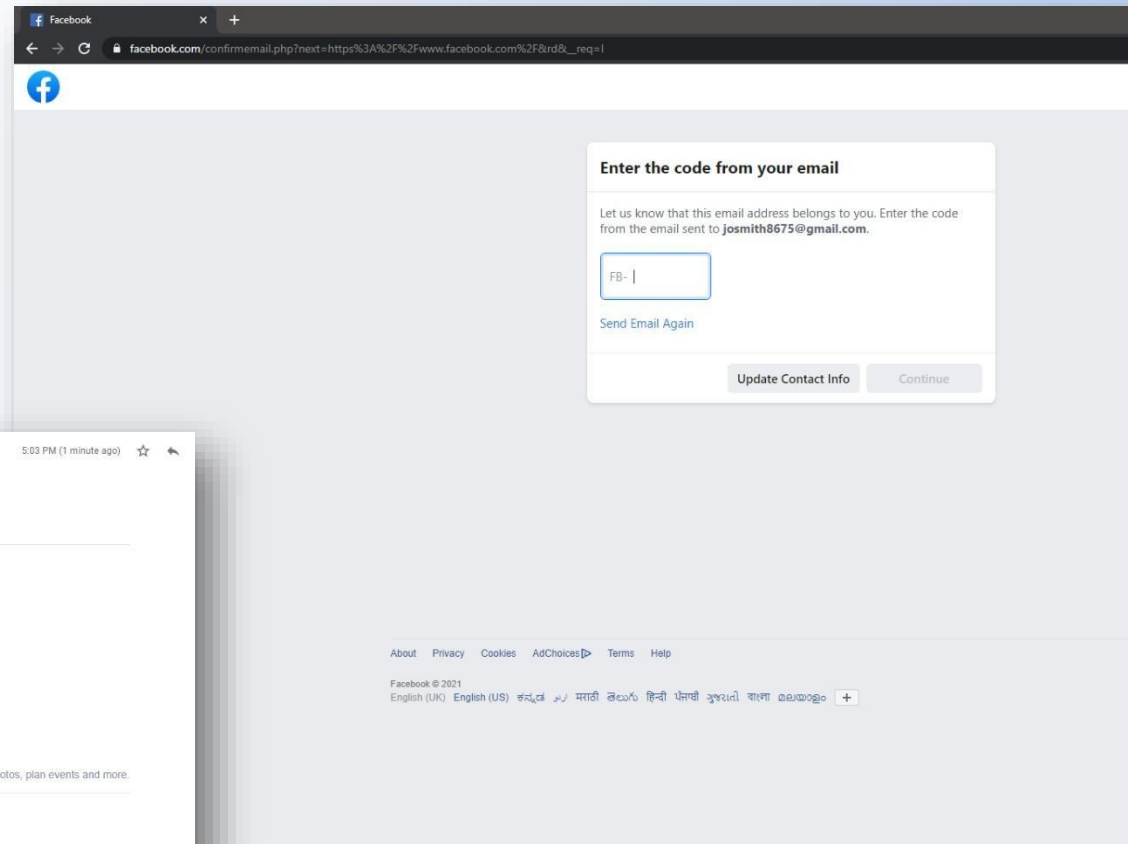 Facebook
facebook.com/confirmemail.php?next=https%3A%2F%2Fwww.facebook.com%2F&rd&__req=l
Enter the code from your email
Let us know that this email address belongs to you. Enter the code
from the email sent to josmith8675@gmail.com.
FB-
Send Email Again
Update Contact Info
Continue
5:03 PM (1 minute ago)
otos, plan events and more.
About Privacy Cookies AdChoices Terms Help
Facebook © 2021
English (UK) English (US) ಕನ್ನಡ اردو मराठी తెలుగు हिन्दी ਪੰਜਾਬੀ ગુજરાતી বাংলা മലയാളം +